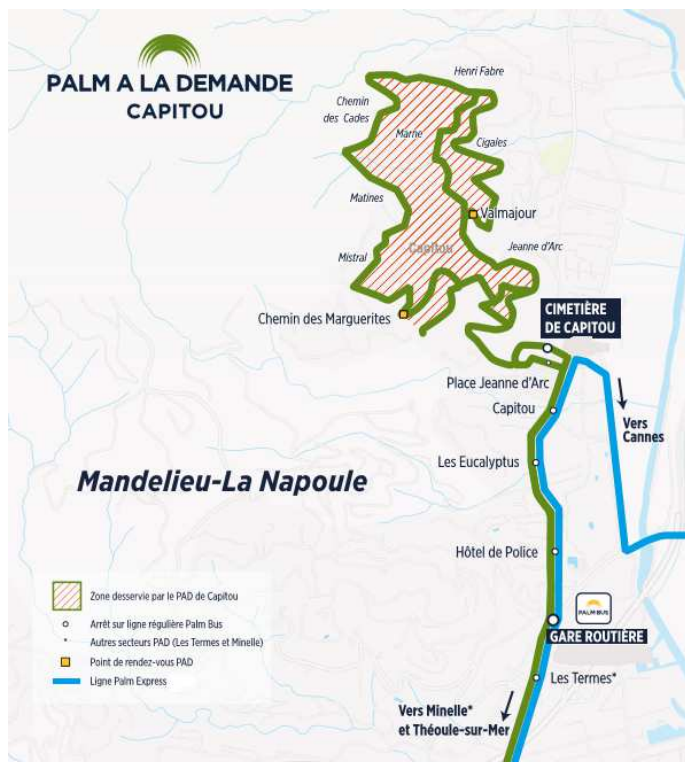 PALM A LA DEMANDE
CAPITOU
Henri Fabre
Chemin
des Cades
Marne
Cigales
Matines
Valmajour
Capitou
Jeanne d'Arc
Mistral
Chemin des Marguerites
CIMETIÈRE
DE CAPITOU
Place Jeanne d'Arc
Capitou
Vers
Cannes
Les Eucalyptus
Mandelieu-La Napoule
Hôtel de Police
Zone desservie par le PAD de Capitou
Arrêt sur ligne régulière Palm Bus
* Autres secteurs PAD (Les Termes et Minelle)
Point de rendez-vous PAD
Ligne Palm Express
PALM BUS
GARE ROUTIÈRE
Les Termes*
Vers Minelle*
et Théoule-sur-Mer